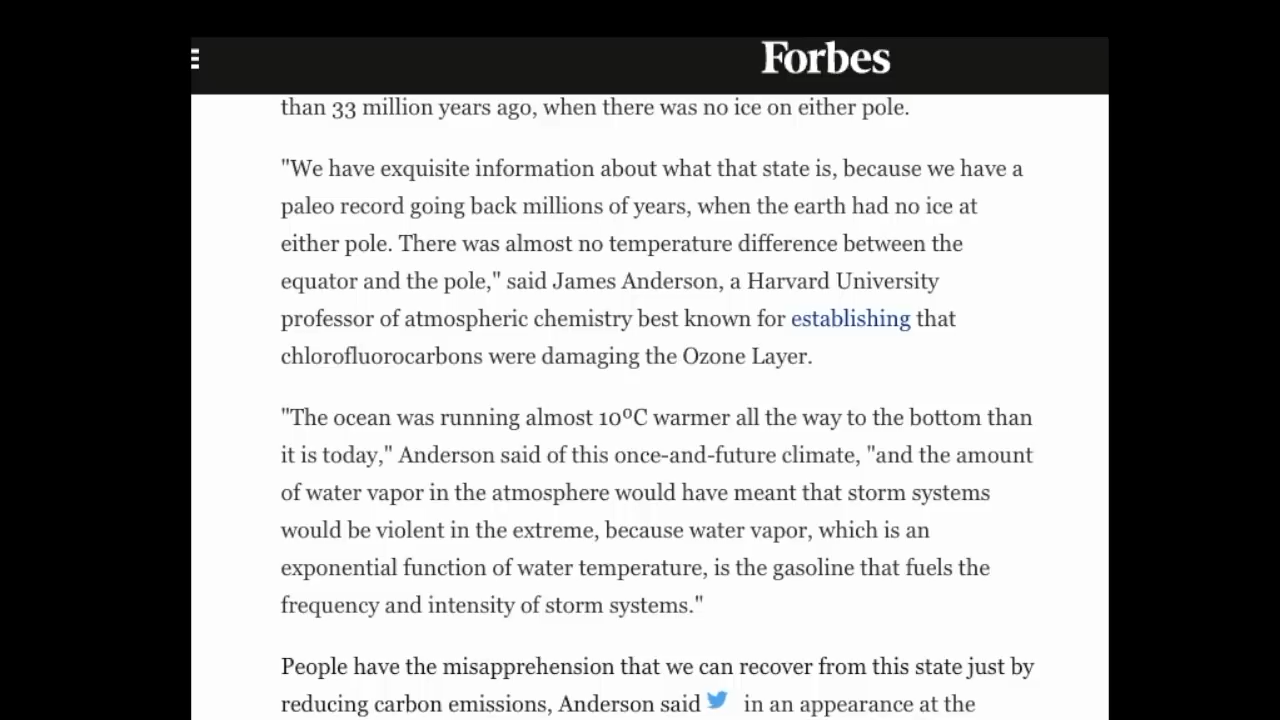 Forbes
than 33 million years ago, when there was no ice on either pole.
"We have exquisite information about what that state is, because we have a
paleo record going back millions of years, when the earth had no ice at
either pole. There was almost no temperature difference between the
equator and the pole," said James Anderson, a Harvard University
professor of atmospheric chemistry best known for establishing that
chlorofluorocarbons were damaging the Ozone Layer.
"The ocean was running almost 10ºC warmer all the way to the bottom than
it is today," Anderson said of this once-and-future climate, "and the amount
of water vapor in the atmosphere would have meant that storm systems
would be violent in the extreme, because water vapor, which is an
exponential function of water temperature, is the gasoline that fuels the
frequency and intensity of storm systems."
People have the misapprehension that we can recover from this state just by
reducing carbon emissions, Anderson said in an appearance at the